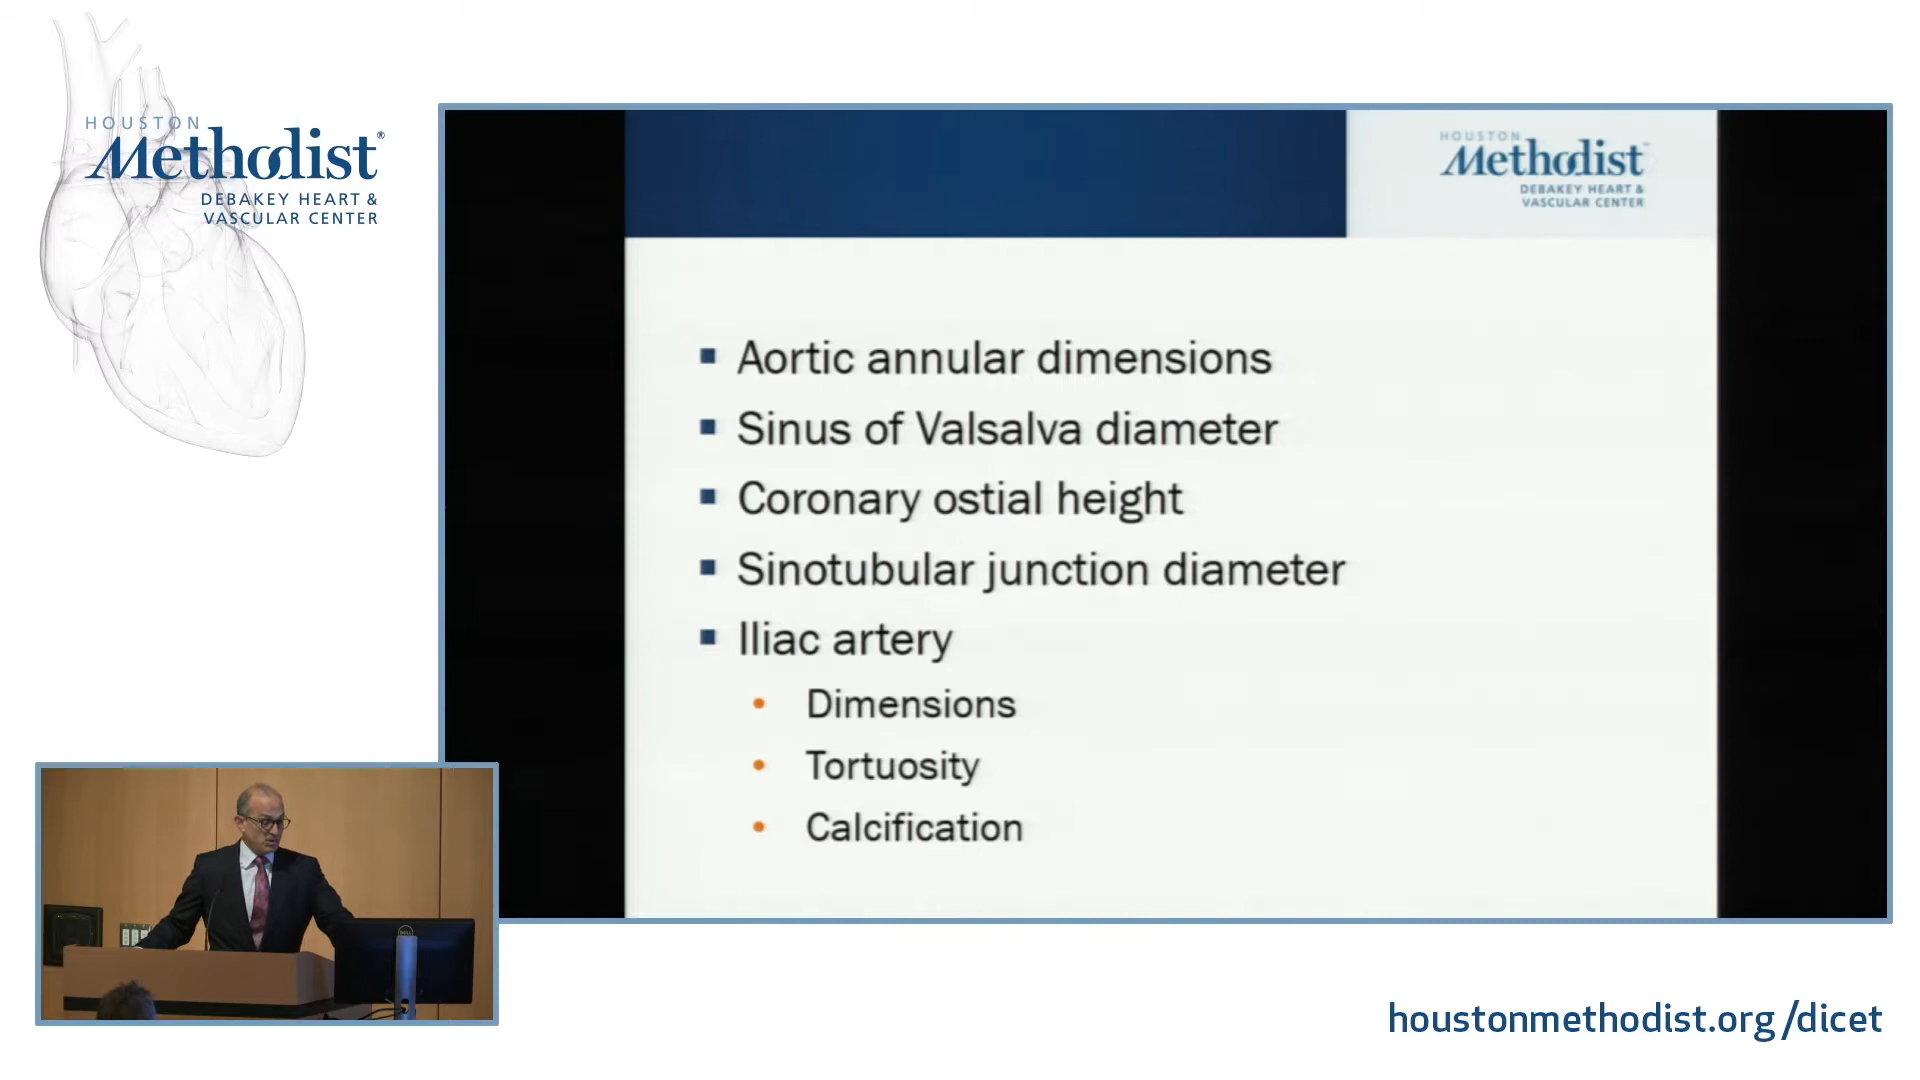 HOUSTON
Methodist®
DEBAKEY HEART &
VASCULAR CENTER
HOUSTON
Methodist
DEBAKEY HEART &
VASCULAR CENTER
Aortic annular dimensions
Sinus of Valsalva diameter
Coronary ostial height
Sinotubular junction diameter
Iliac artery
Dimensions
Tortuosity
Calcification
DELL
houstonmethodist.org/dicet